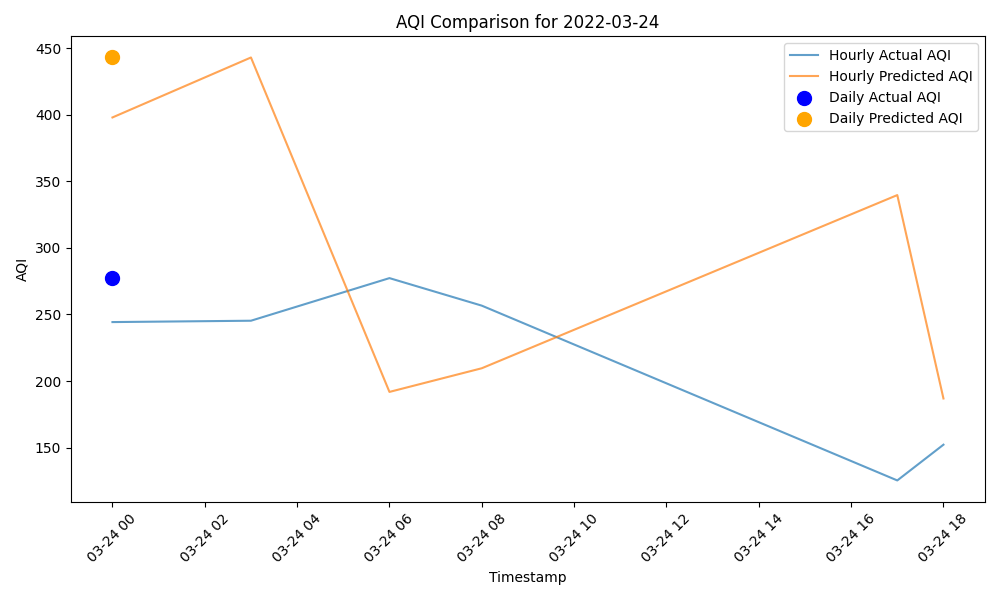 AQI Comparison for 2022-03-24
Hourly Actual AQI
Hourly Predicted AQI
Daily Actual AQI
Daily Predicted AQI
AQI
450
400
350
300
250
200
150
03-24 00
03-24 02
03-24 04
03-24 06
03-24 08
03-24 10
03-24 12
03-24 14
03-24 16
03-24 18
Timestamp